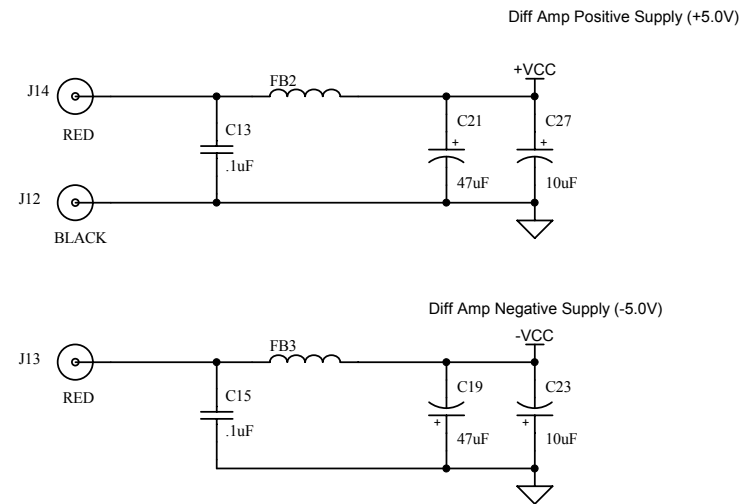 Diff Amp Positive Supply (+5.0V)
+VCC
J14
FB2
RED
C13
.1uF
C21
+
47uF
C27
+
10uF
J12
BLACK
Diff Amp Negative Supply (-5.0V)
-VCC
J13
FB3
RED
C15
.1uF
C19
+
47uF
C23
+
10uF